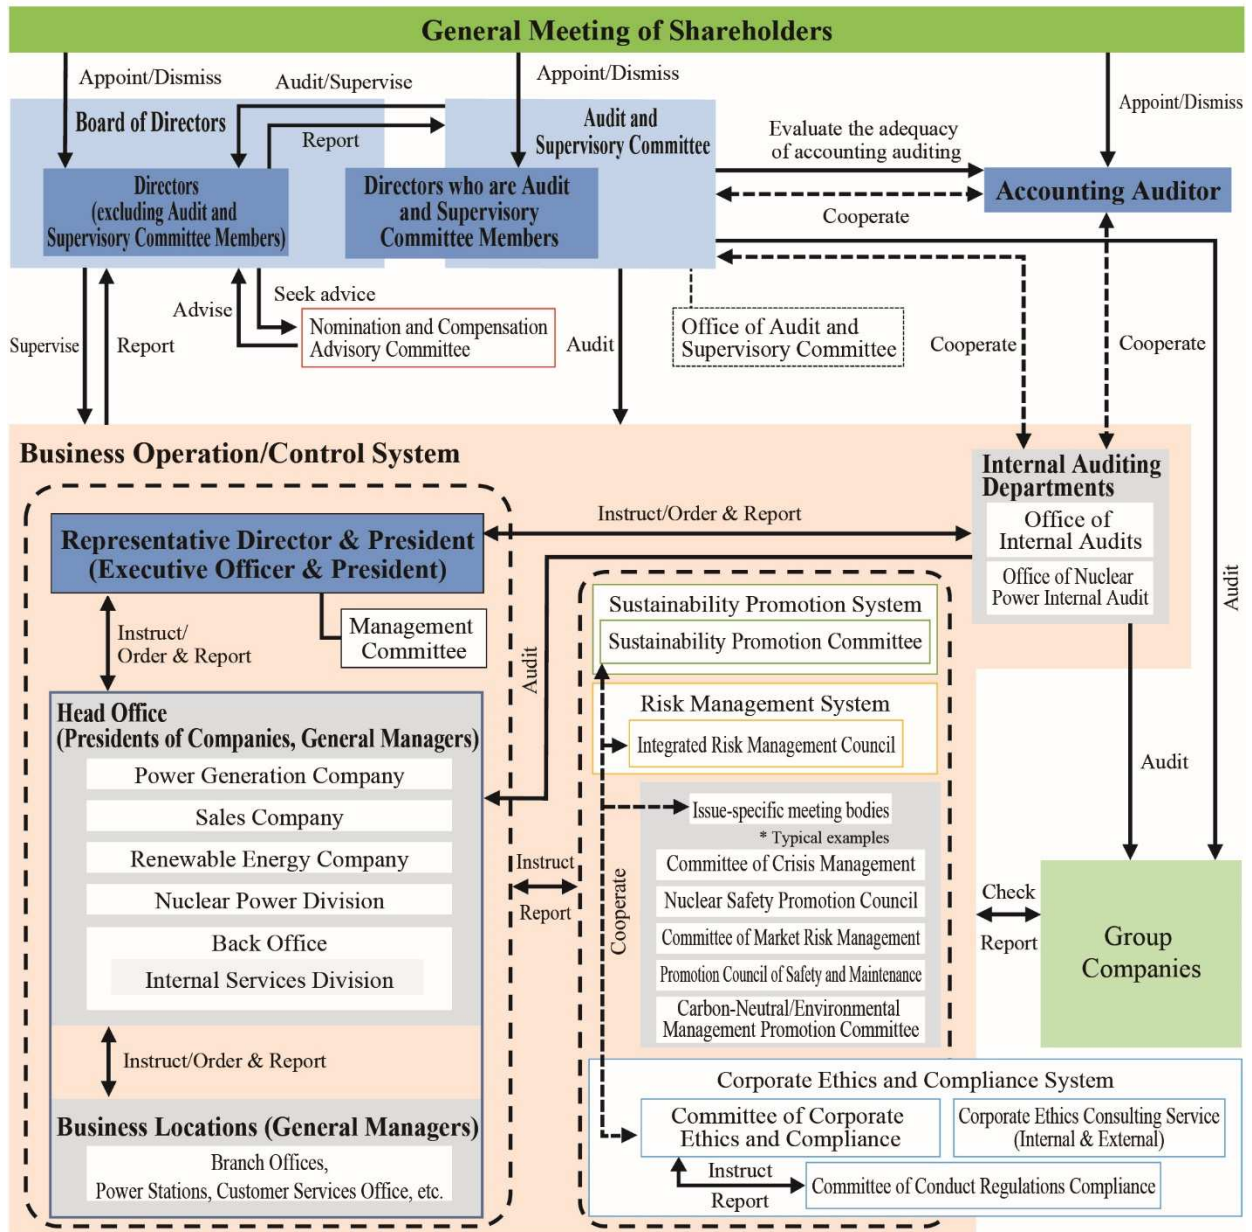 General Meeting of Shareholders
Appoint/Dismiss
Audit/Supervise
Appoint/Dismiss
Appoint/Dismiss
Board of Directors
Report
Audit and
Supervisory Committee
Evaluate the adequacy
of accounting auditing
Directors
(excluding Audit and
Supervisory Committee Members)
Directors who are Audit
and Supervisory
Committee Members
Accounting Auditor
Cooperate
Supervise
Report
Advise
Seek advice
Nomination and Compensation
Advisory Committee
Audit
Office of Audit and
Supervisory Committee
Cooperate
Cooperate
Business Operation/Control System
Internal Auditing
Departments
Office of
Internal Audits
Office of Nuclear
Power Internal Audit
Instruct/Order & Report
Representative Director & President
(Executive Officer & President)
Management
Committee
Instruct/
Order & Report
Audit
Audit
Sustainability Promotion System
Sustainability Promotion Committee
Risk Management System
Integrated Risk Management Council
Head Office
(Presidents of Companies, General Managers)
Power Generation Company
Sales Company
Renewable Energy Company
Nuclear Power Division
Back Office
Internal Services Division
Audit
Issue-specific meeting bodies
* Typical examples
Committee of Crisis Management
Nuclear Safety Promotion Council
Committee of Market Risk Management
Promotion Council of Safety and Maintenance
Carbon-Neutral/Environmental
Management Promotion Committee
Instruct
Report
Cooperate
Check
Report
Group
Companies
Instruct/Order & Report
Business Locations (General Managers)
Branch Offices,
Power Stations, Customer Services Office, etc.
Corporate Ethics and Compliance System
Committee of Corporate
Ethics and Compliance
Corporate Ethics Consulting Service
(Internal & External)
Instruct
Report
Committee of Conduct Regulations Compliance